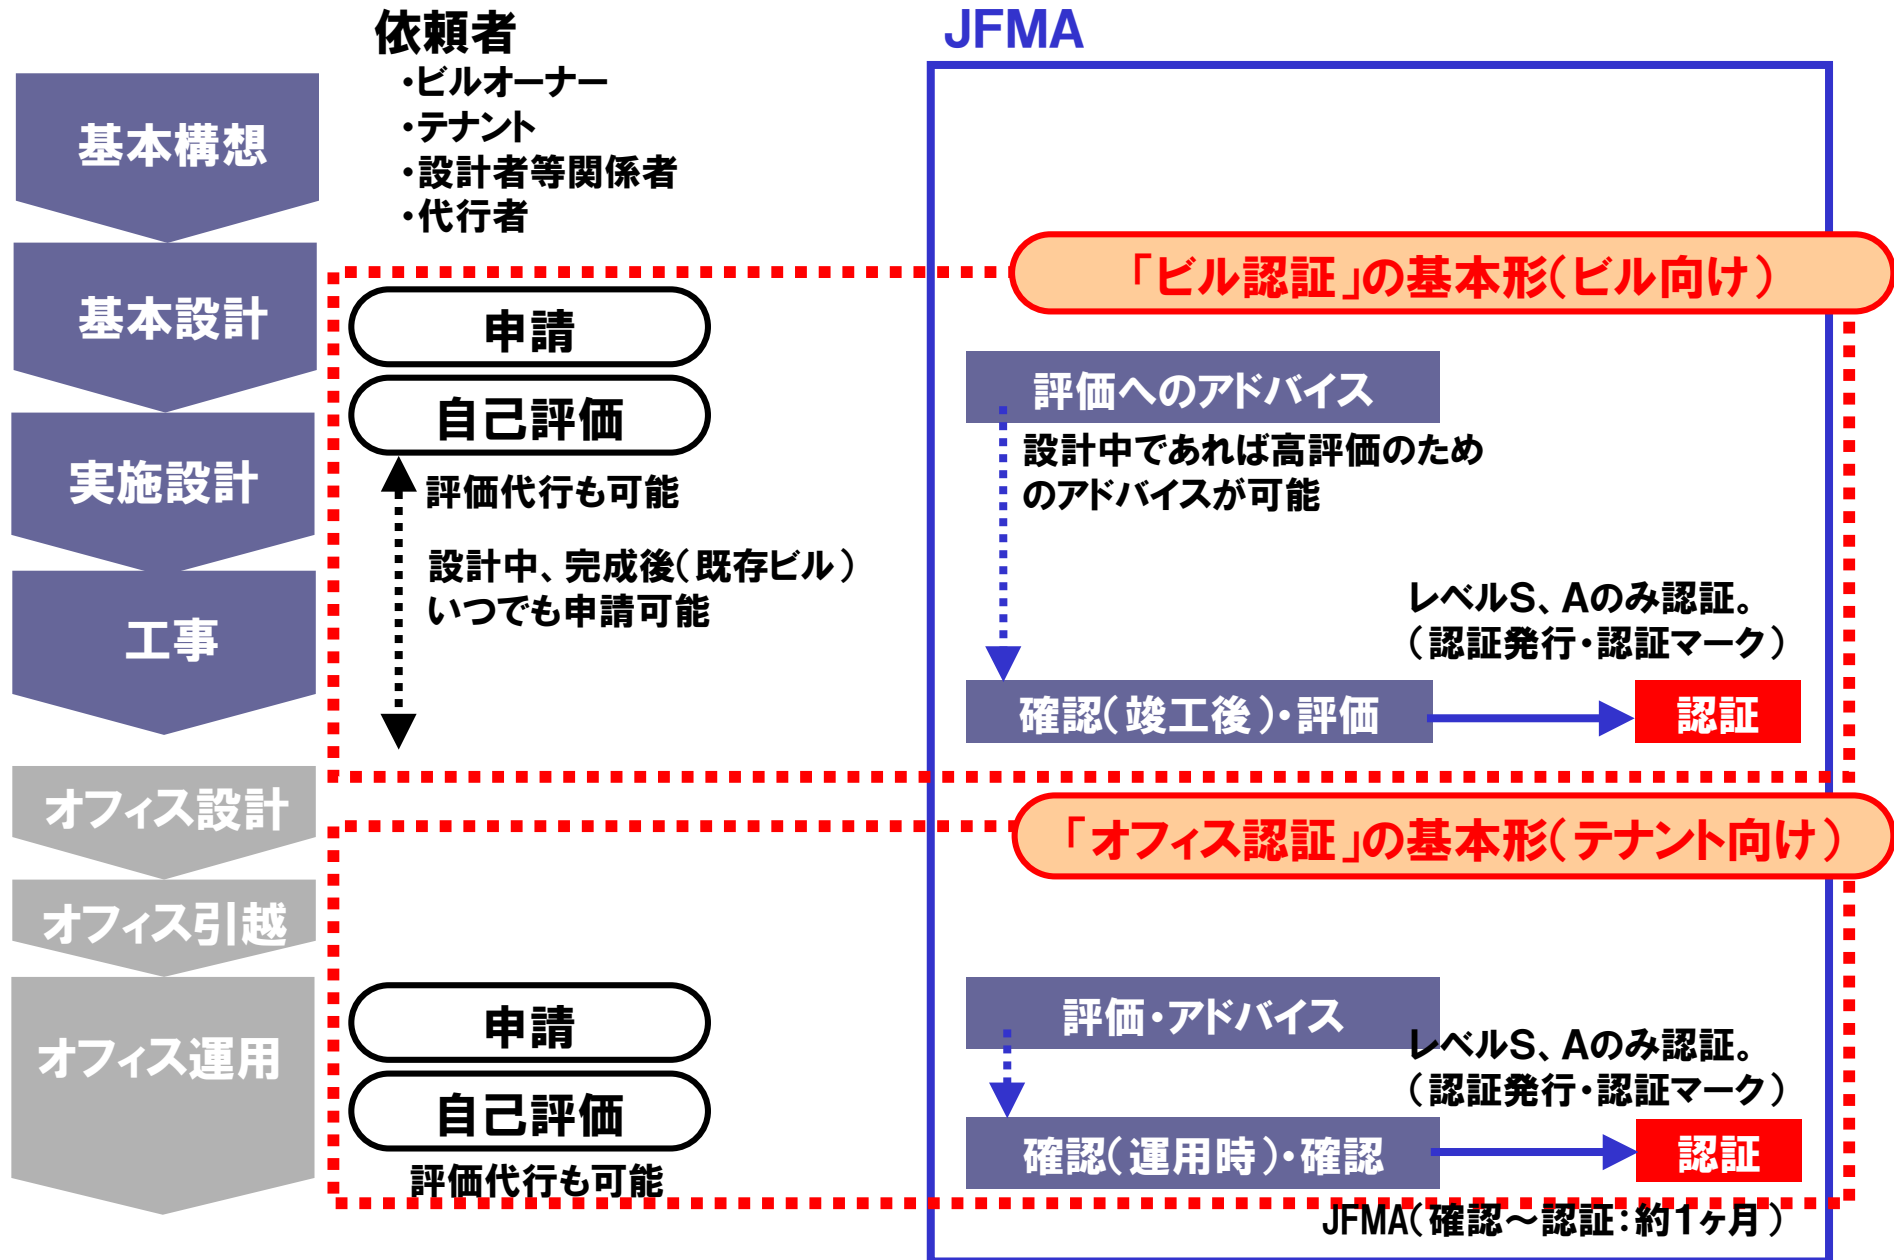 依頼者
・ビルオーナー
・テナント
・設計者等関係者
・代行者
JFMA
基本構想
基本設計
実施設計
工事
オフィス設計
オフィス引越
オフィス運用
「ビル認証」の基本形(ビル向け)
申請
自己評価
評価代行も可能
設計中、完成後(既存ビル)
いつでも申請可能
評価へのアドバイス
設計中であれば高評価のため
のアドバイスが可能
レベルS、Aのみ認証。
(認証発行・認証マーク)
確認(竣工後)・評価
認証
「オフィス認証」の基本形(テナント向け)
申請
自己評価
評価代行も可能
評価・アドバイス
レベルS、Aのみ認証。
(認証発行・認証マーク)
確認(運用時)・確認
認証
JFMA(確認~認証:約1ヶ月)